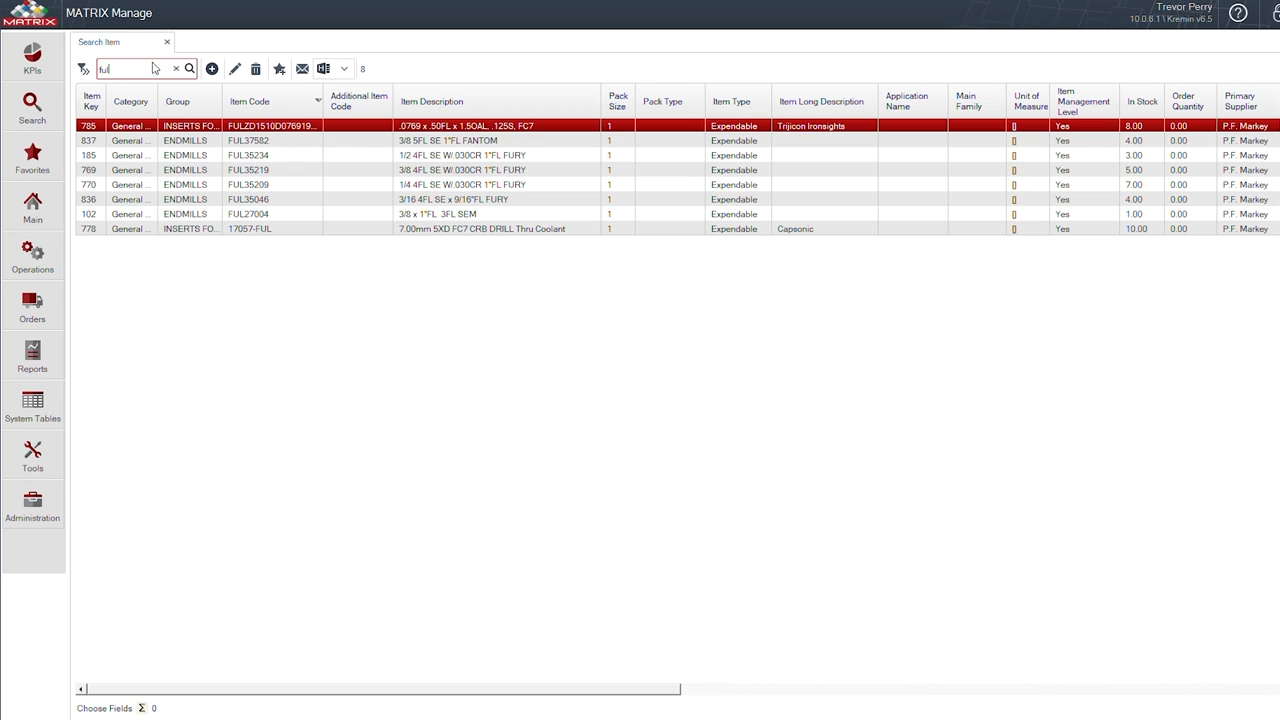 MATRIX
MATRIX Manage
Trevor Perry
10.0.6.1 \ Kremin v6.5
?
KPIs
Search
Favorites
Main
Operations
Orders
Reports
System Tables
Tools
Administration
Search Item ×
ful × 8
Item Key Category Group Item Code Additional Item Code Item Description Pack Size Pack Type Item Type Item Long Description Application Name Main Family Unit of Measure Item Management Level In Stock Order Quantity Primary Supplier
785 General ... INSERTS FO... FULZD1510D076919... .0769 x .50FL x 1.5OAL, .125S, FC7 1 Expendable Trijicon Ironsights [] Yes 8.00 0.00 P.F. Markey
837 General ... ENDMILLS FUL37582 3/8 5FL SE 1"FL FANTOM 1 Expendable [] Yes 4.00 0.00 P.F. Markey
185 General ... ENDMILLS FUL35234 1/2 4FL SE W/.030CR 1"FL FURY 1 Expendable [] Yes 3.00 0.00 P.F. Markey
769 General ... ENDMILLS FUL35219 3/8 4FL SE W/.030CR 1"FL FURY 1 Expendable [] Yes 5.00 0.00 P.F. Markey
770 General ... ENDMILLS FUL35209 1/4 4FL SE W/.030CR 1"FL FURY 1 Expendable [] Yes 7.00 0.00 P.F. Markey
836 General ... ENDMILLS FUL35046 3/16 4FL SE x 9/16"FL FURY 1 Expendable [] Yes 4.00 0.00 P.F. Markey
102 General ... ENDMILLS FUL27004 3/8 x 1"FL 3FL SEM 1 Expendable [] Yes 1.00 0.00 P.F. Markey
778 General ... INSERTS FO... 17057-FUL 7.00mm 5XD FC7 CRB DRILL Thru Coolant 1 Expendable Capsonic [] Yes 10.00 0.00 P.F. Markey
Choose Fields Σ 0